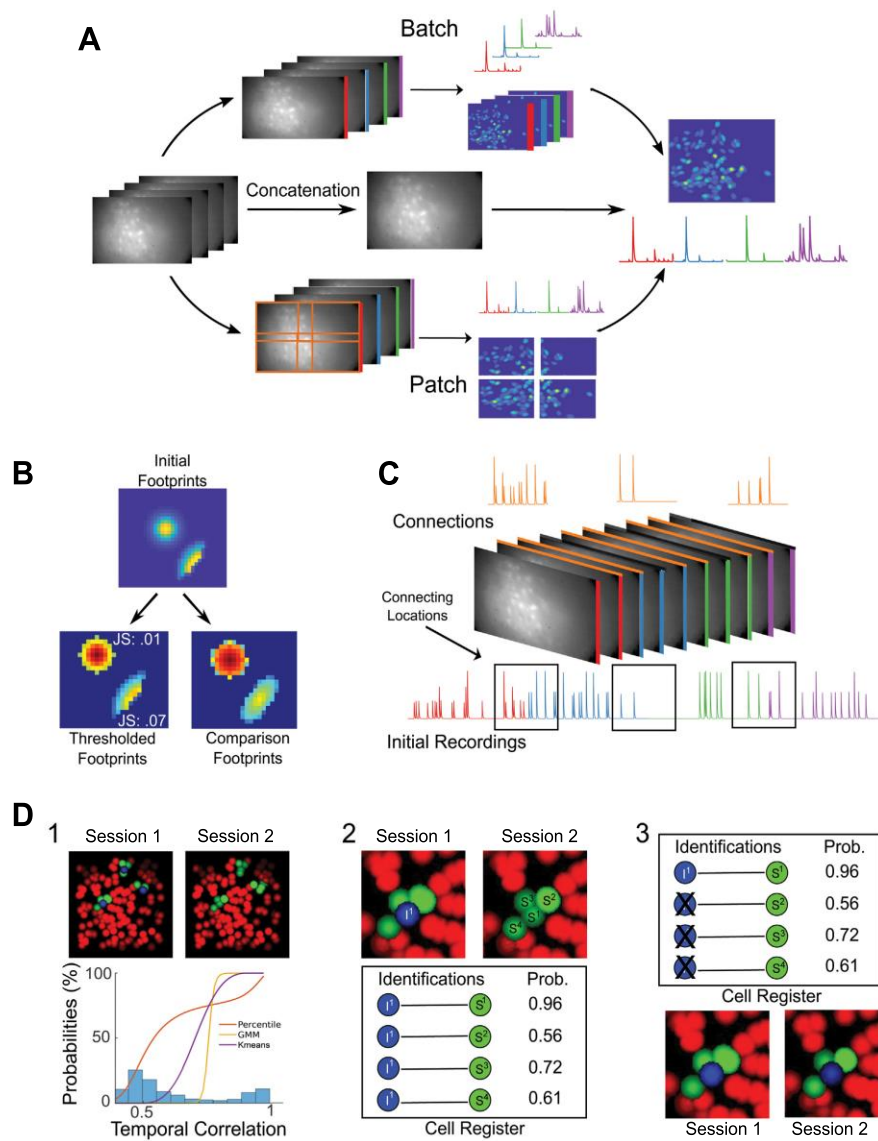 A
Batch
Concatenation
Patch
B
Initial
Footprints
JS: .01
JS: .07
Thresholded
Footprints
Comparison
Footprints
C
Connections
Connecting
Locations
Initial Recordings
D
1
Session 1
Session 2
Probabilities (%)
100
50
0
Percentile
GMM
Kmeans
0.5
1
Temporal Correlation
2
Session 1
Session 2
I¹
S³
S²
S¹
S⁴
Identifications Prob.
I¹ S¹ 0.96
I¹ S² 0.56
I¹ S³ 0.72
I¹ S⁴ 0.61
Cell Register
3
Identifications Prob.
I¹ S¹ 0.96
S² 0.56
S³ 0.72
S⁴ 0.61
Cell Register
Session 1
Session 2